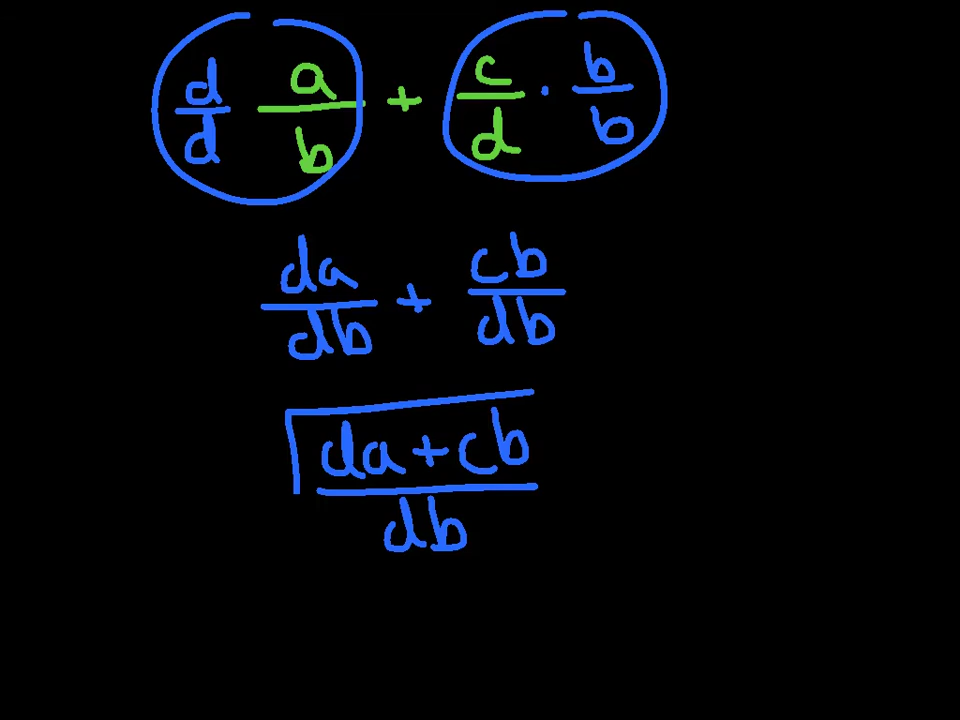 d/d a/b + c/d · b/b
da/db + cb/db
da+cb/db